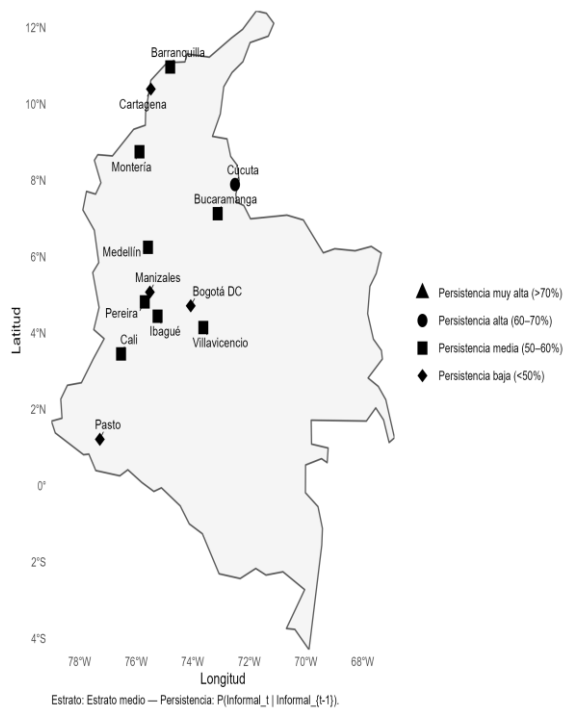 12°N
10°N
8°N
6°N
4°N
2°N
0°
2°S
4°S
Latitud
Barranquilla
Cartagena
Montería
Cúcuta
Bucaramanga
Medellín
Manizales
Bogotá DC
Pereira
Ibagué
Villavicencio
Cali
Pasto
Persistencia muy alta (>70%)
Persistencia alta (60–70%)
Persistencia media (50–60%)
Persistencia baja (<50%)
78°W 76°W 74°W 72°W 70°W 68°W
Longitud
Estrato: Estrato medio — Persistencia: P(Informal_t | Informal_{t-1}).